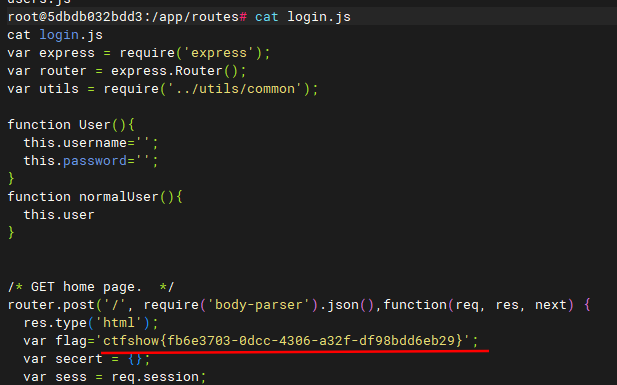 users.js
root@5dbdb032bdd3:/app/routes# cat login.js
cat login.js
var express = require('express');
var router = express.Router();
var utils = require('../utils/common');
function User(){
this.username='';
this.password='';
}
function normalUser(){
this.user
}
/* GET home page.  */
router.post('/', require('body-parser').json(),function(req, res, next) {
res.type('html');
var flag='ctfshow{fb6e3703-0dcc-4306-a32f-df98bdd6eb29}';
var secert = {};
var sess = req.session;